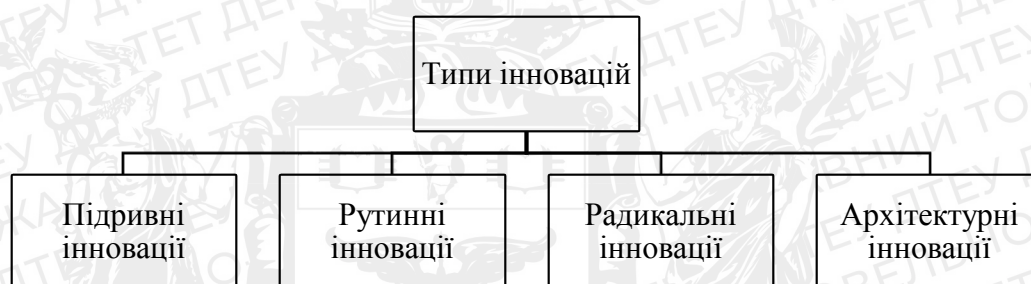 Типи інновацій
Підривні
інновації
Рутинні
інновації
Радикальні
інновації
Архітектурні
інновації